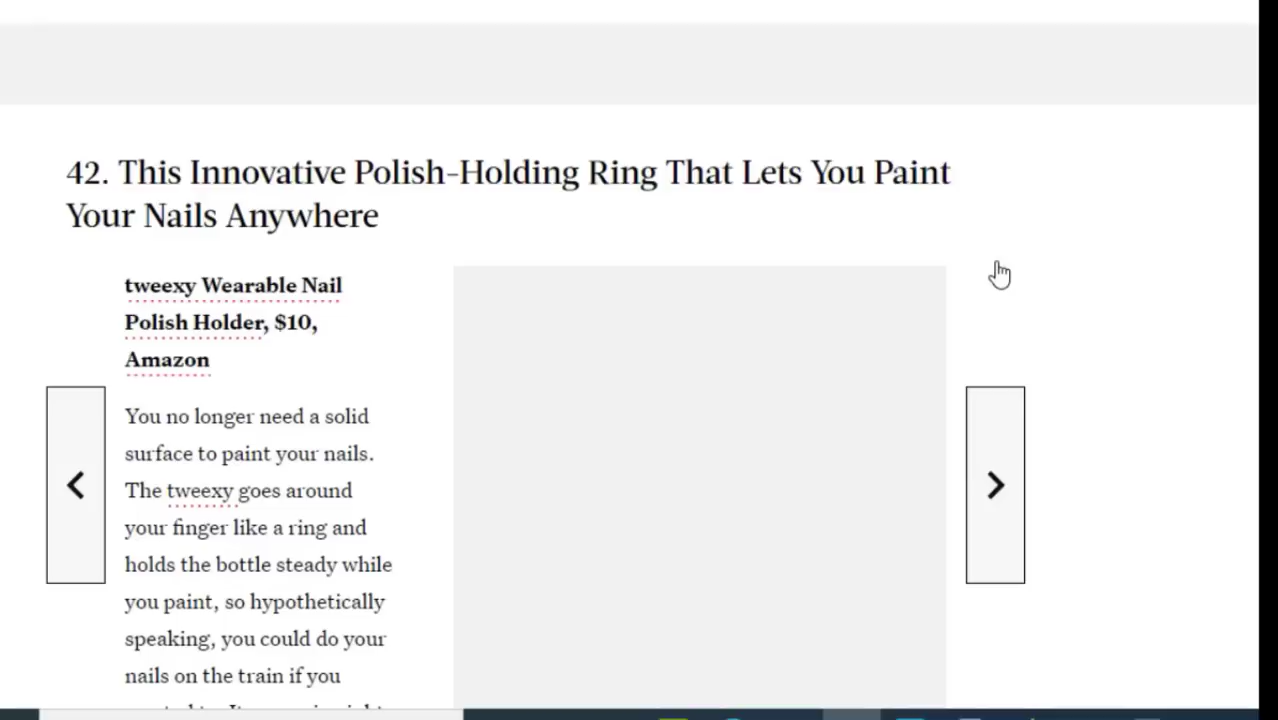 42. This Innovative Polish-Holding Ring That Lets You Paint
Your Nails Anywhere
tweexy Wearable Nail
Polish Holder, $10,
Amazon
You no longer need a solid
surface to paint your nails.
The tweexy goes around
your finger like a ring and
holds the bottle steady while
you paint, so hypothetically
speaking, you could do your
nails on the train if you